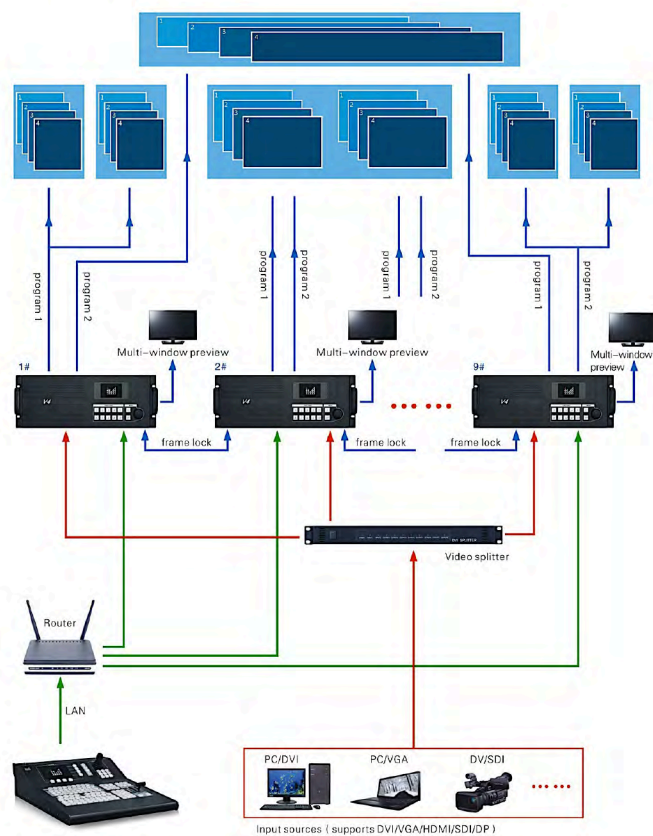 1
2
3
4
1
2
3
4
1
2
3
4
1
2
3
4
1
2
3
4
1
2
3
4
1
2
3
4
program 1
program 2
program 1
program 2
program 1
program 2
program 1
program 2
Multi-window preview
Multi-window preview
Multi-window
preview
1#
2#
9#
frame lock
frame lock
frame lock
DVI SPLITTER
Video splitter
Router
LAN
PC/DVI
PC/VGA
DV/SDI
Input sources ( supports DVI/VGA/HDMI/SDI/DP )